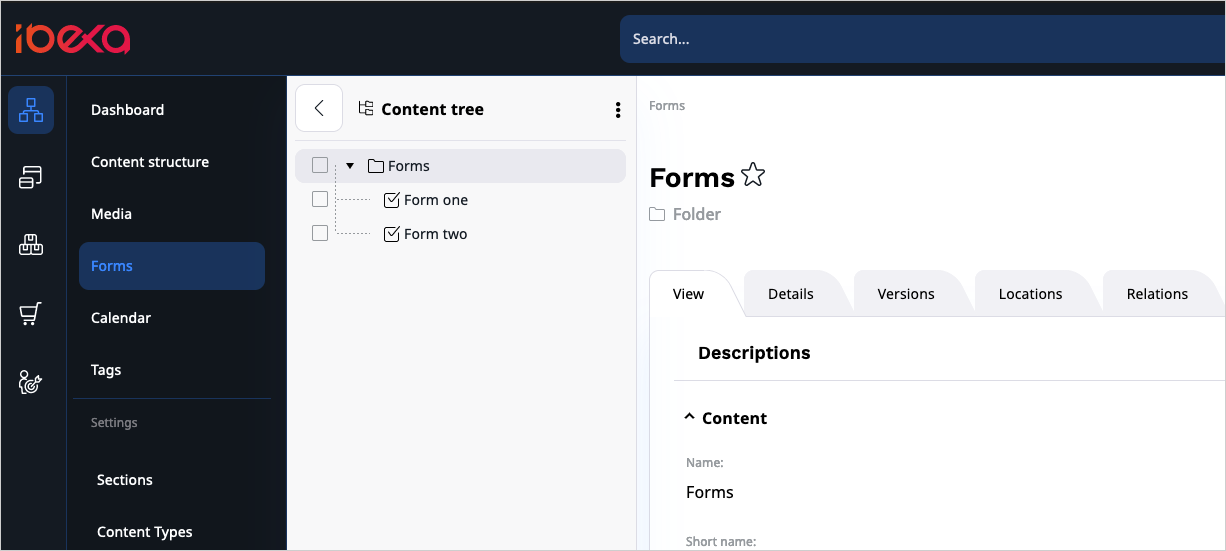 ibexa
Search...
Dashboard
Content structure
Media
Forms
Calendar
Tags
Settings
Sections
Content Types
Content tree
Forms
Form one
Form two
Forms
Forms
Folder
View Details Versions Locations Relations
Descriptions
Content
Name:
Forms
Short name: